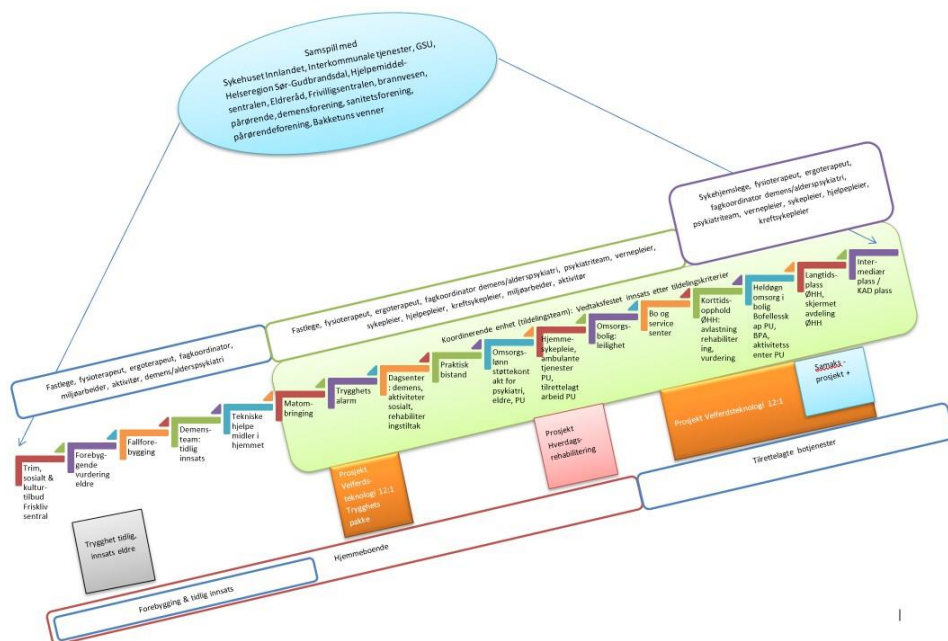 Samspill med
Sykehuset Innlandet, Interkommunale tjenester, GSU,
Helseregion Sør-Gudbrandsdal, Hjelpemiddel-
sentralen, Eldreråd, Frivilligsentralen, brannvesen,
pårørende, demensforening, sanitetsforening,
pårørendeforening, Bakketuns venner
Sykehjemslege, fysioterapeut, ergoterapeut,
fagkoordinator demens/alderspsykiatri,
psykiatriteam, vernepleier, sykepleier, hjelpepleier,
kreftsykepleier
Fastlege, fysioterapeut, ergoterapeut, fagkoordinator demens/alderspsykiatri, psykiatriteam, vernepleier,
sykepleier, hjelpepleier, kreftsykepleier, miljøarbeider, aktivitør
Koordinerende enhet (tildelingsteam): Vedtaksfestet innsats etter tildelingskriterier
Fastlege, fysioterapeut, ergoterapeut, fagkoordinator,
miljøarbeider, aktivitør, demens/alderspsykiatri
Trim,
sosialt &
kultur-
tilbud
Friskliv
sentral
Forebyg-
gende
vurdering
eldre
Fallfore-
bygging
Demens-
team:
tidlig
innsats
Tekniske
hjelpe
midler i
hjemmet
Matom-
bringing
Trygghets
alarm
Dagsenter
: demens,
aktiviteter
sosialt,
rehabiliter
ingstiltak
Praktisk
bistand
Omsorgs-
lønn
støttekont
akt for
psykiatri,
eldre, PU
Hjemme-
sykepleie,
ambulante
tjenester
PU,
tilrettelagt
arbeid PU
Omsorgs-
bolig:
leilighet
Bo og
service
senter
Korttids-
opphold
ØHH:
avlastning
rehabiliter
ing,
vurdering
Heldøgn
omsorg i
bolig
Bofellessk
ap PU,
BPA,
aktivitetss
enter PU
Langtids-
plass
ØHH,
skjermet
avdeling
ØHH
Inter-
mediær
plass /
KAD plass
Trygghet tidlig,
innsats eldre
Prosjekt
Velferds-
teknologi 12:1
Trygghets
pakke
Prosjekt
Hverdags-
rehabilitering
Prosjekt Velferdsteknologi 12:1
Samaks-
prosjekt +
Tilrettelagte botjenester
Hjemmeboende
Forebygging & tidlig innsats